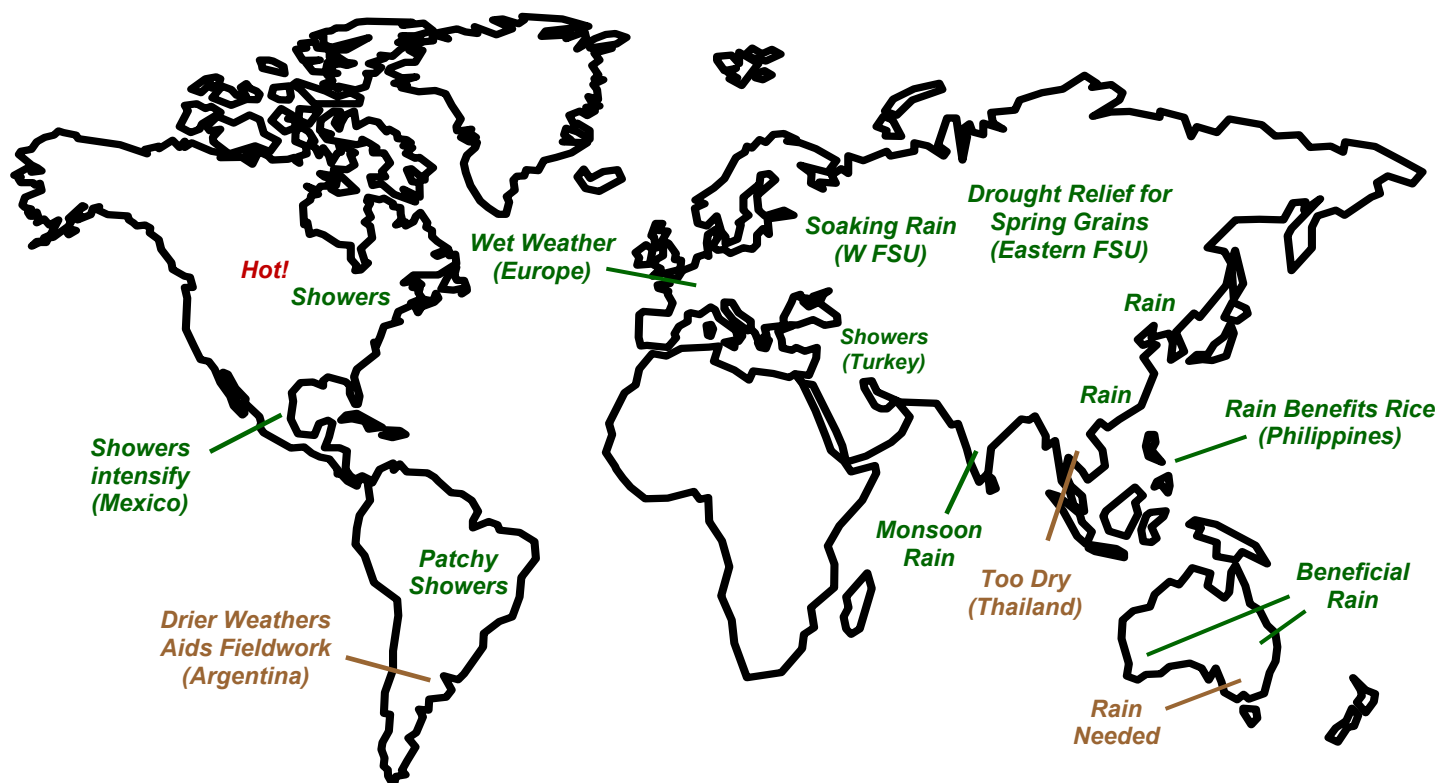 Drought Relief for
Spring Grains
(Eastern FSU)
Soaking Rain
(W FSU)
Wet Weather
(Europe)
Hot!
Showers
Rain
Showers
(Turkey)
Rain
Rain Benefits Rice
(Philippines)
Showers
intensify
(Mexico)
Monsoon
Rain
Patchy
Showers
Too Dry
(Thailand)
Beneficial
Rain
Drier Weathers
Aids Fieldwork
(Argentina)
Rain
Needed